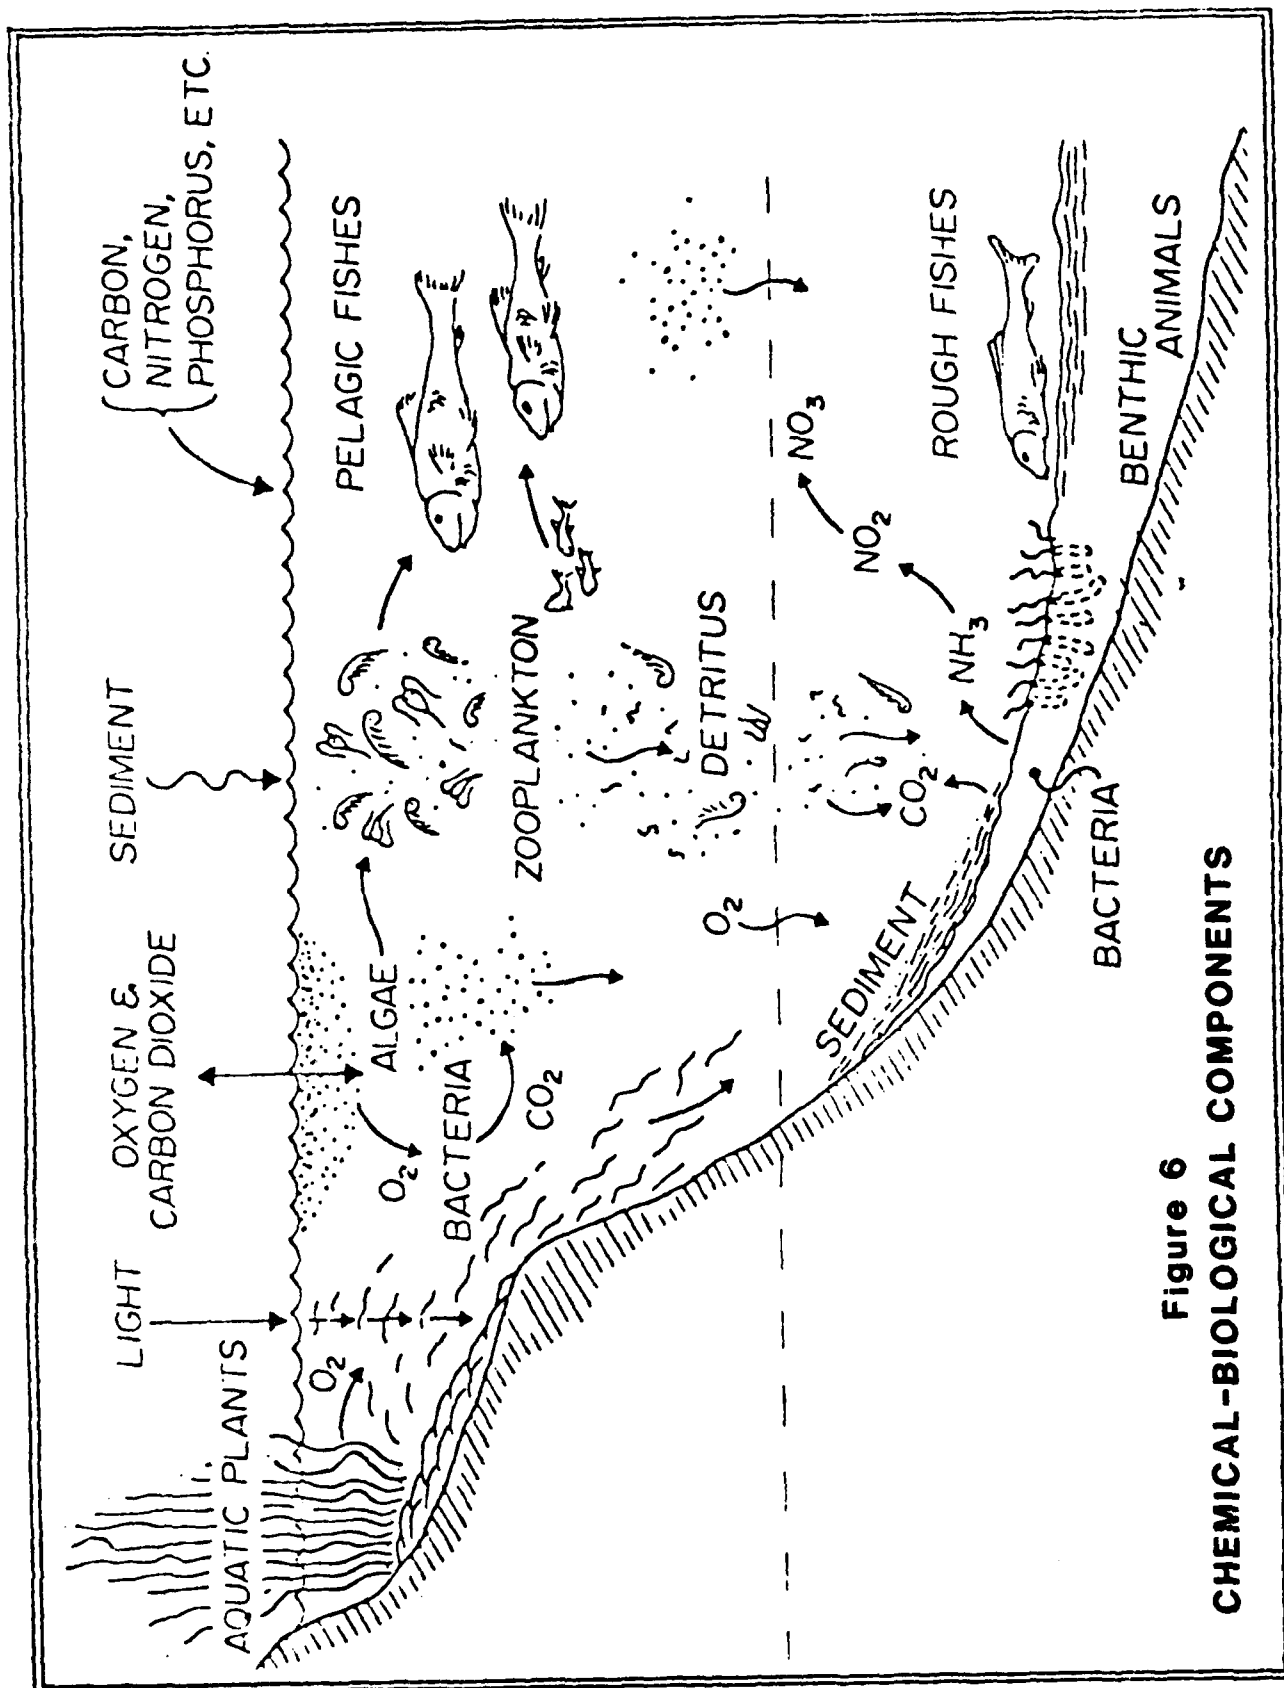 LIGHT
OXYGEN &
CARBON DIOXIDE
SEDIMENT
CARBON,
NITROGEN,
PHOSPHORUS, ETC.
AQUATIC PLANTS
O2
O2
ALGAE
BACTERIA
CO2
ZOOPLANKTON
PELAGIC FISHES
O2
DETRITUS
SEDIMENT
CO2
NH3
NO2
NO3
ROUGH FISHES
BACTERIA
BENTHIC
ANIMALS
Figure 6
CHEMICAL-BIOLOGICAL COMPONENTS